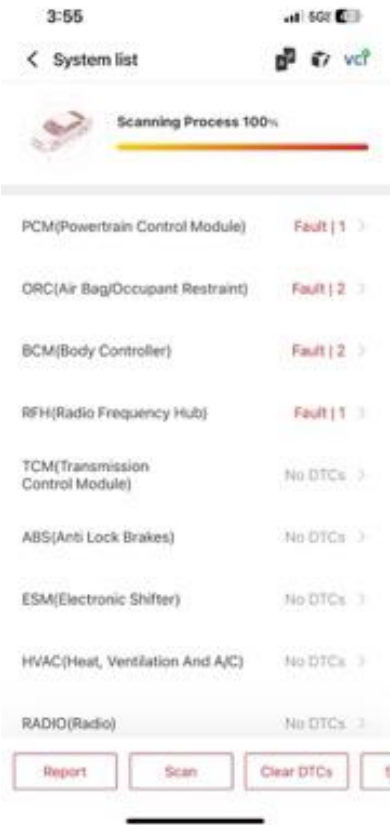 3:55
5GE
System list
VCI
Scanning Process 100%
PCM(Powertrain Control Module) Fault | 1
ORC(Air Bag/Occupant Restraint) Fault | 2
BCM(Body Controller) Fault | 2
RFH(Radio Frequency Hub) Fault | 1
TCM(Transmission
Control Module) No DTCs
ABS(Anti Lock Brakes) No DTCs
ESM(Electronic Shifter) No DTCs
HVAC(Heat, Ventilation And A/C) No DTCs
RADIO(Radio) No DTCs
Report Scan Clear DTCs